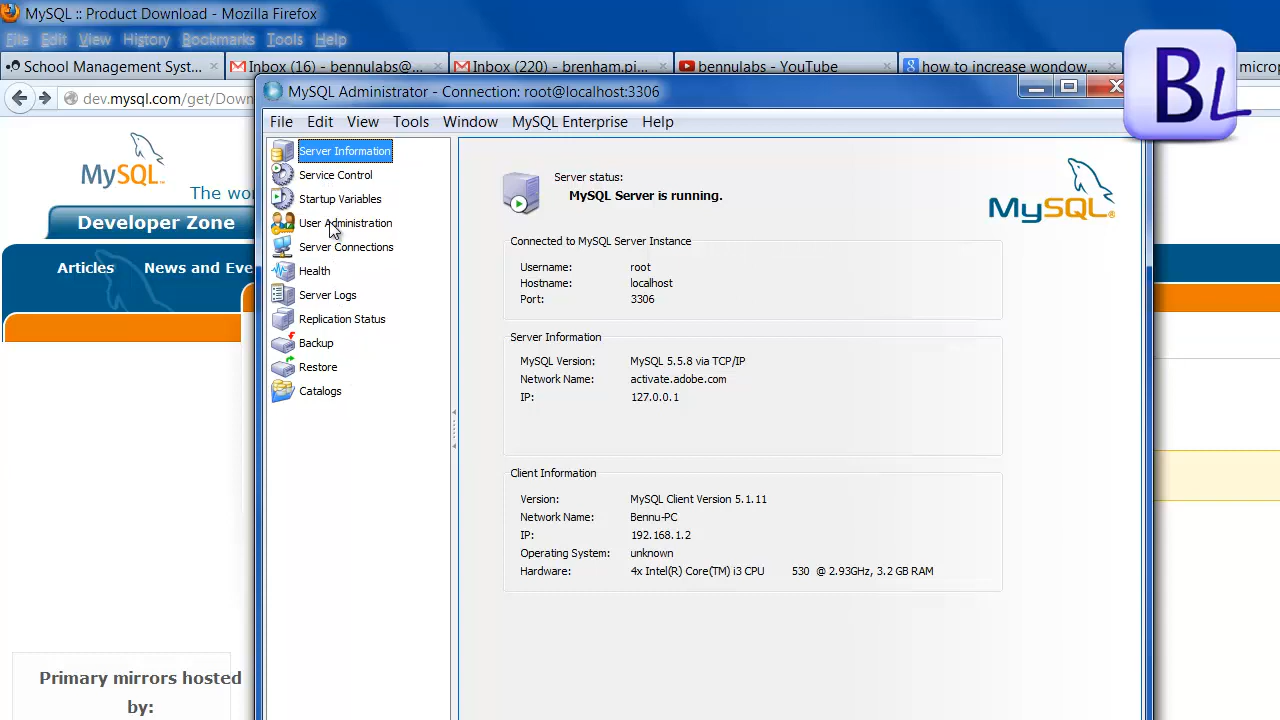 MySQL :: Product Download - Mozilla Firefox
File Edit View History Bookmarks Tools Help
School Management Syst... × Inbox (16) - bennulabs@... × Inbox (220) - brenham.pi... × bennulabs - YouTube × how to increase window... × microp
dev.mysql.com/get/Down
MySQL Administrator - Connection: root@localhost:3306
BL
File Edit View Tools Window MySQL Enterprise Help
MySQL
The wo
Developer Zone
Articles News and Eve
Server Information
Service Control
Startup Variables
User Administration
Server Connections
Health
Server Logs
Replication Status
Backup
Restore
Catalogs
Server status:
MySQL Server is running.
MySQL®
Connected to MySQL Server Instance
Username: root
Hostname: localhost
Port: 3306
Server Information
MySQL Version: MySQL 5.5.8 via TCP/IP
Network Name: activate.adobe.com
IP: 127.0.0.1
Client Information
Version: MySQL Client Version 5.1.11
Network Name: Bennu-PC
IP: 192.168.1.2
Operating System: unknown
Hardware: 4x Intel(R) Core(TM) i3 CPU 530 @ 2.93GHz, 3.2 GB RAM
Primary mirrors hosted
by: